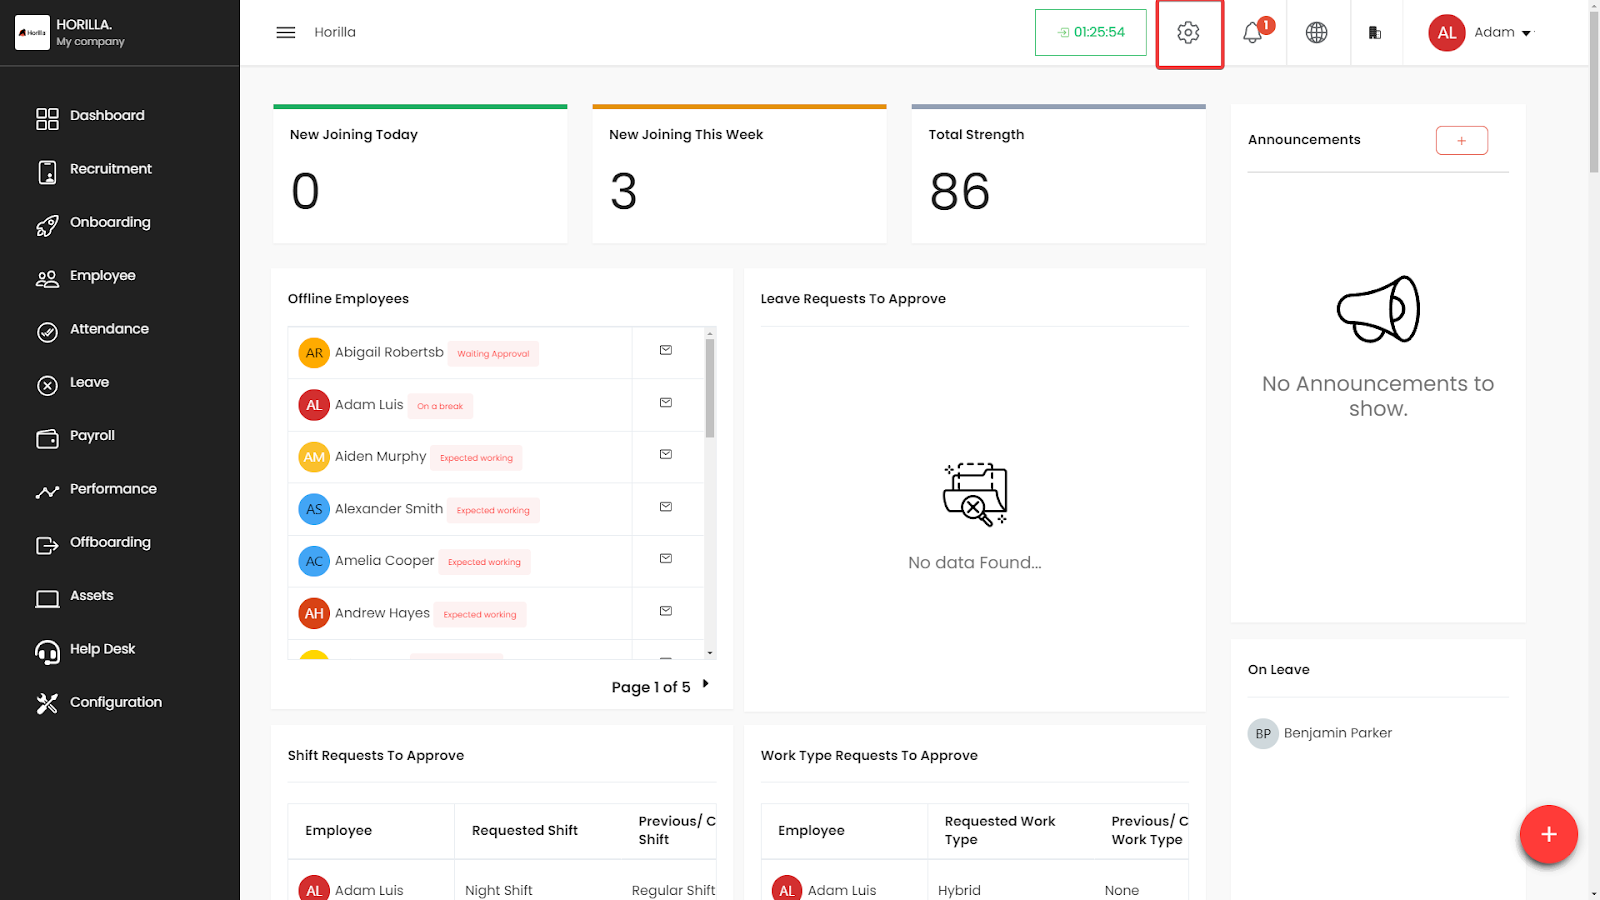 Horilla
HORILLA.
My company
Dashboard
Recruitment
Onboarding
Employee
Attendance
Leave
Payroll
Performance
Offboarding
Assets
Help Desk
Configuration
Horilla
01:25:54
1
AL Adam
New Joining Today
0
New Joining This Week
3
Total Strength
86
Announcements
+
No Announcements to
show.
Offline Employees
AR Abigail Robertsb Waiting Approval
AL Adam Luis On a break
AM Aiden Murphy Expected working
AS Alexander Smith Expected working
AC Amelia Cooper Expected working
AH Andrew Hayes Expected working
Page 1 of 5
Leave Requests To Approve
No data Found...
On Leave
BP Benjamin Parker
Shift Requests To Approve
Employee Requested Shift Previous/ C
Shift
AL Adam Luis Night Shift Regular Shift
Work Type Requests To Approve
Employee Requested Work Previous/ C
Type Work Type
AL Adam Luis Hybrid None
+